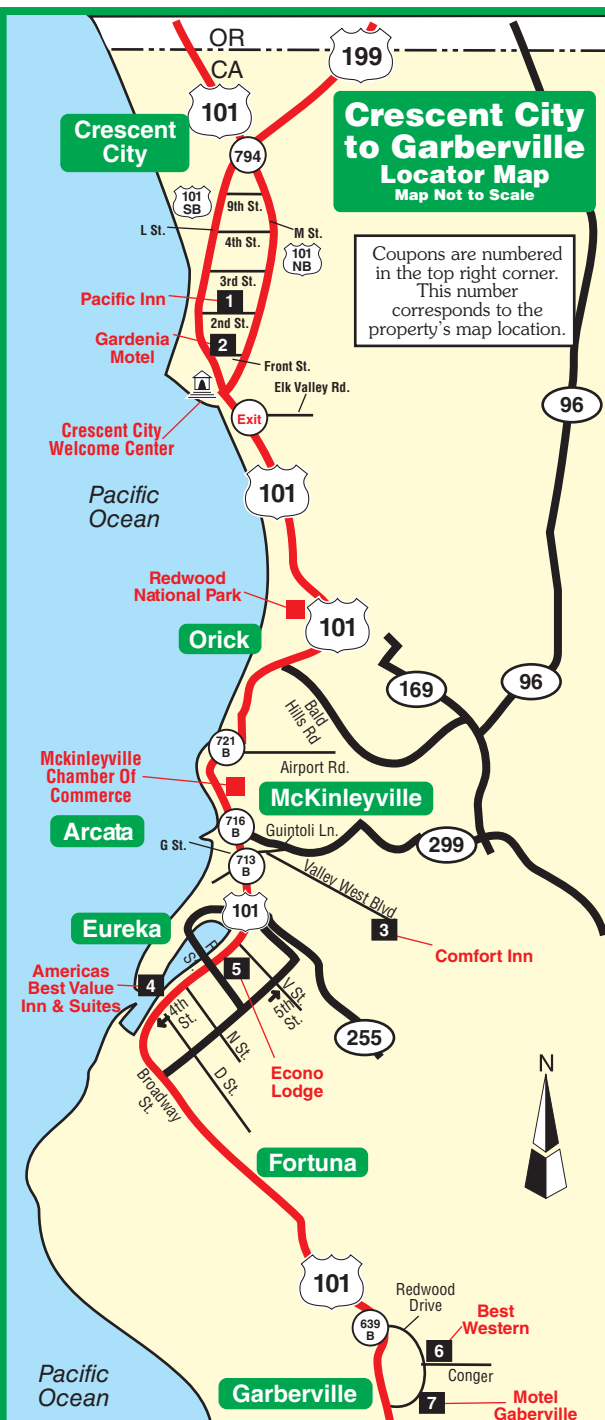 OR
CA
199
101
Crescent
City
Crescent City
to Garberville
Locator Map
Map Not to Scale
794
101
SB
9th St.
L St.
M St.
4th St.
101
NB
Coupons are numbered
in the top right corner.
This number
corresponds to the
property's map location.
3rd St.
Pacific Inn
1
2nd St.
Gardenia
Motel
2
Front St.
Elk Valley Rd.
96
Exit
Crescent City
Welcome Center
101
Pacific
Ocean
Redwood
National Park
101
Orick
169
96
Bald
Hills Rd
721
B
Airport Rd.
Mckinleyville
Chamber Of
Commerce
McKinleyville
716
B
Arcata
Guintoli Ln.
299
G St.
713
B
Valley West Blvd
101
Eureka
3
Comfort Inn
R
St.
Americas
Best Value
Inn & Suites
4
5
V St.
5th
St.
4th
St.
255
N St.
Econo
Lodge
D St.
Broadway
St.
N
Fortuna
101
Redwood
Drive
639
B
Best
Western
6
Conger
Pacific
Ocean
Garberville
7
Motel
Gaberville